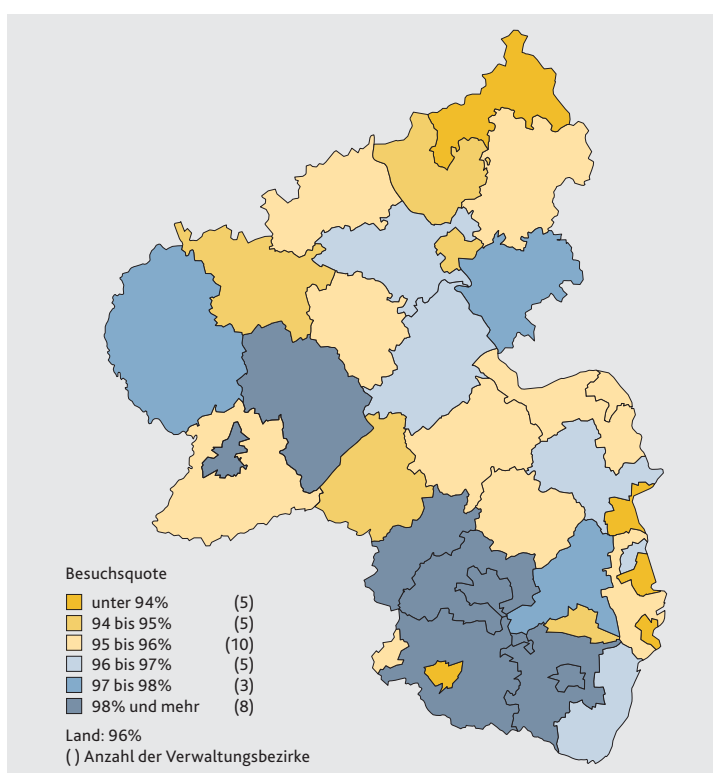 Besuchsquote
unter 94% (5)
94 bis 95% (5)
95 bis 96% (10)
96 bis 97% (5)
97 bis 98% (3)
98% und mehr (8)
Land: 96%
( ) Anzahl der Verwaltungsbezirke